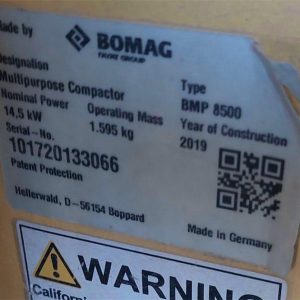 Made by
BOMAG
FAYAT GROUP
Designation
Type
Multipurpose Compactor
BMP 8500
Nominal Power
Operating Mass
Year of Construction
14,5 kW
1.595 kg
2019
Serial-No.
101720133066
Patent Protection
Hellerwald, D-56154 Boppard
Made in Germany
WARNING